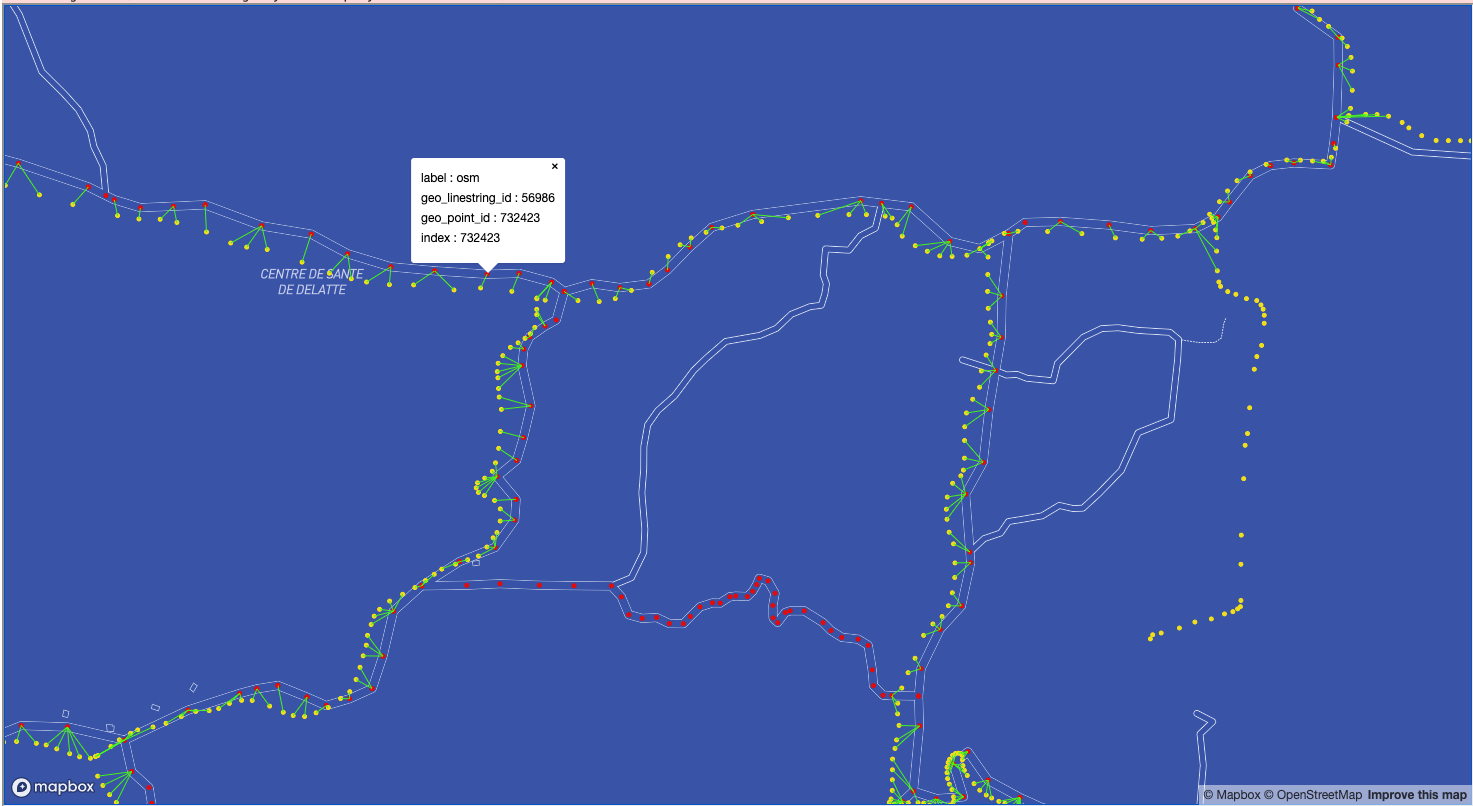 ×
label : osm
geo_linestring_id : 56986
geo_point_id : 732423
index : 732423
CENTRE DE SANTE
DE DELATTE
mapbox
© Mapbox © OpenStreetMap Improve this map